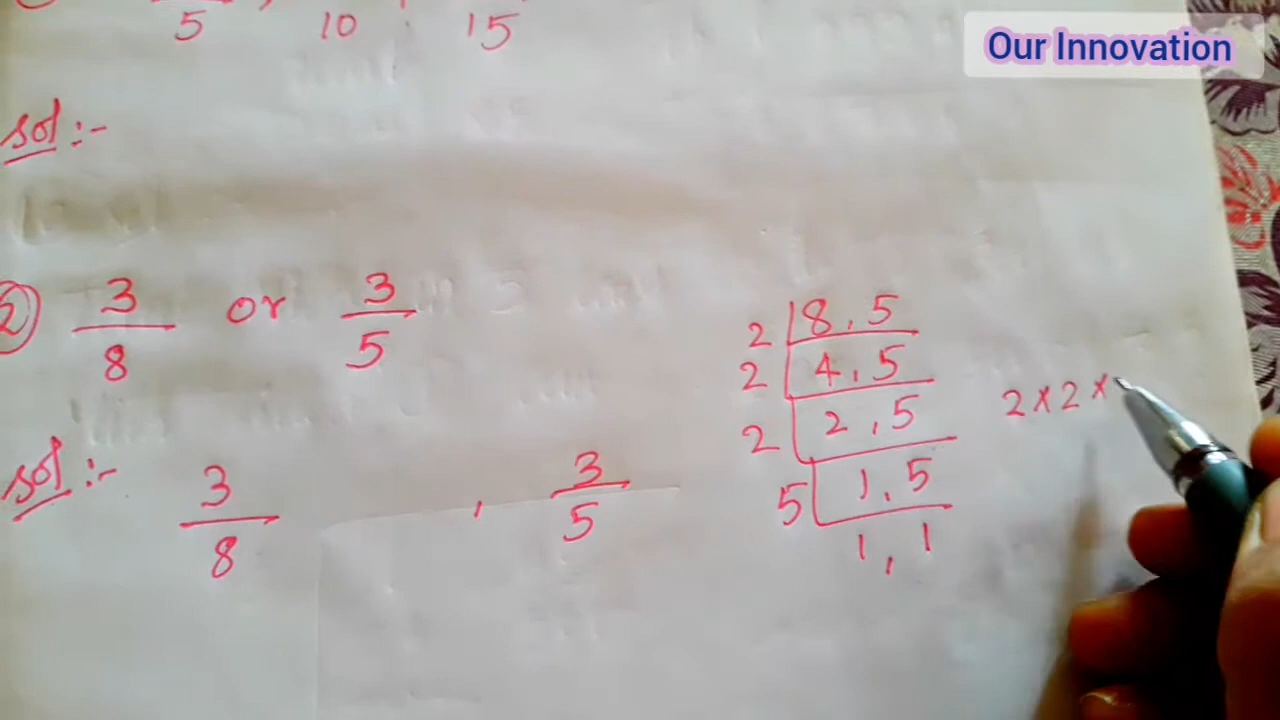 5 , 10 , 15
Our Innovation
sol :-
② 3/8 or 3/5
sol :- 3/8 , 3/5
2 | 8 , 5
2 | 4 , 5
2 | 2 , 5
5 | 1 , 5
1 , 1
2 × 2 ×